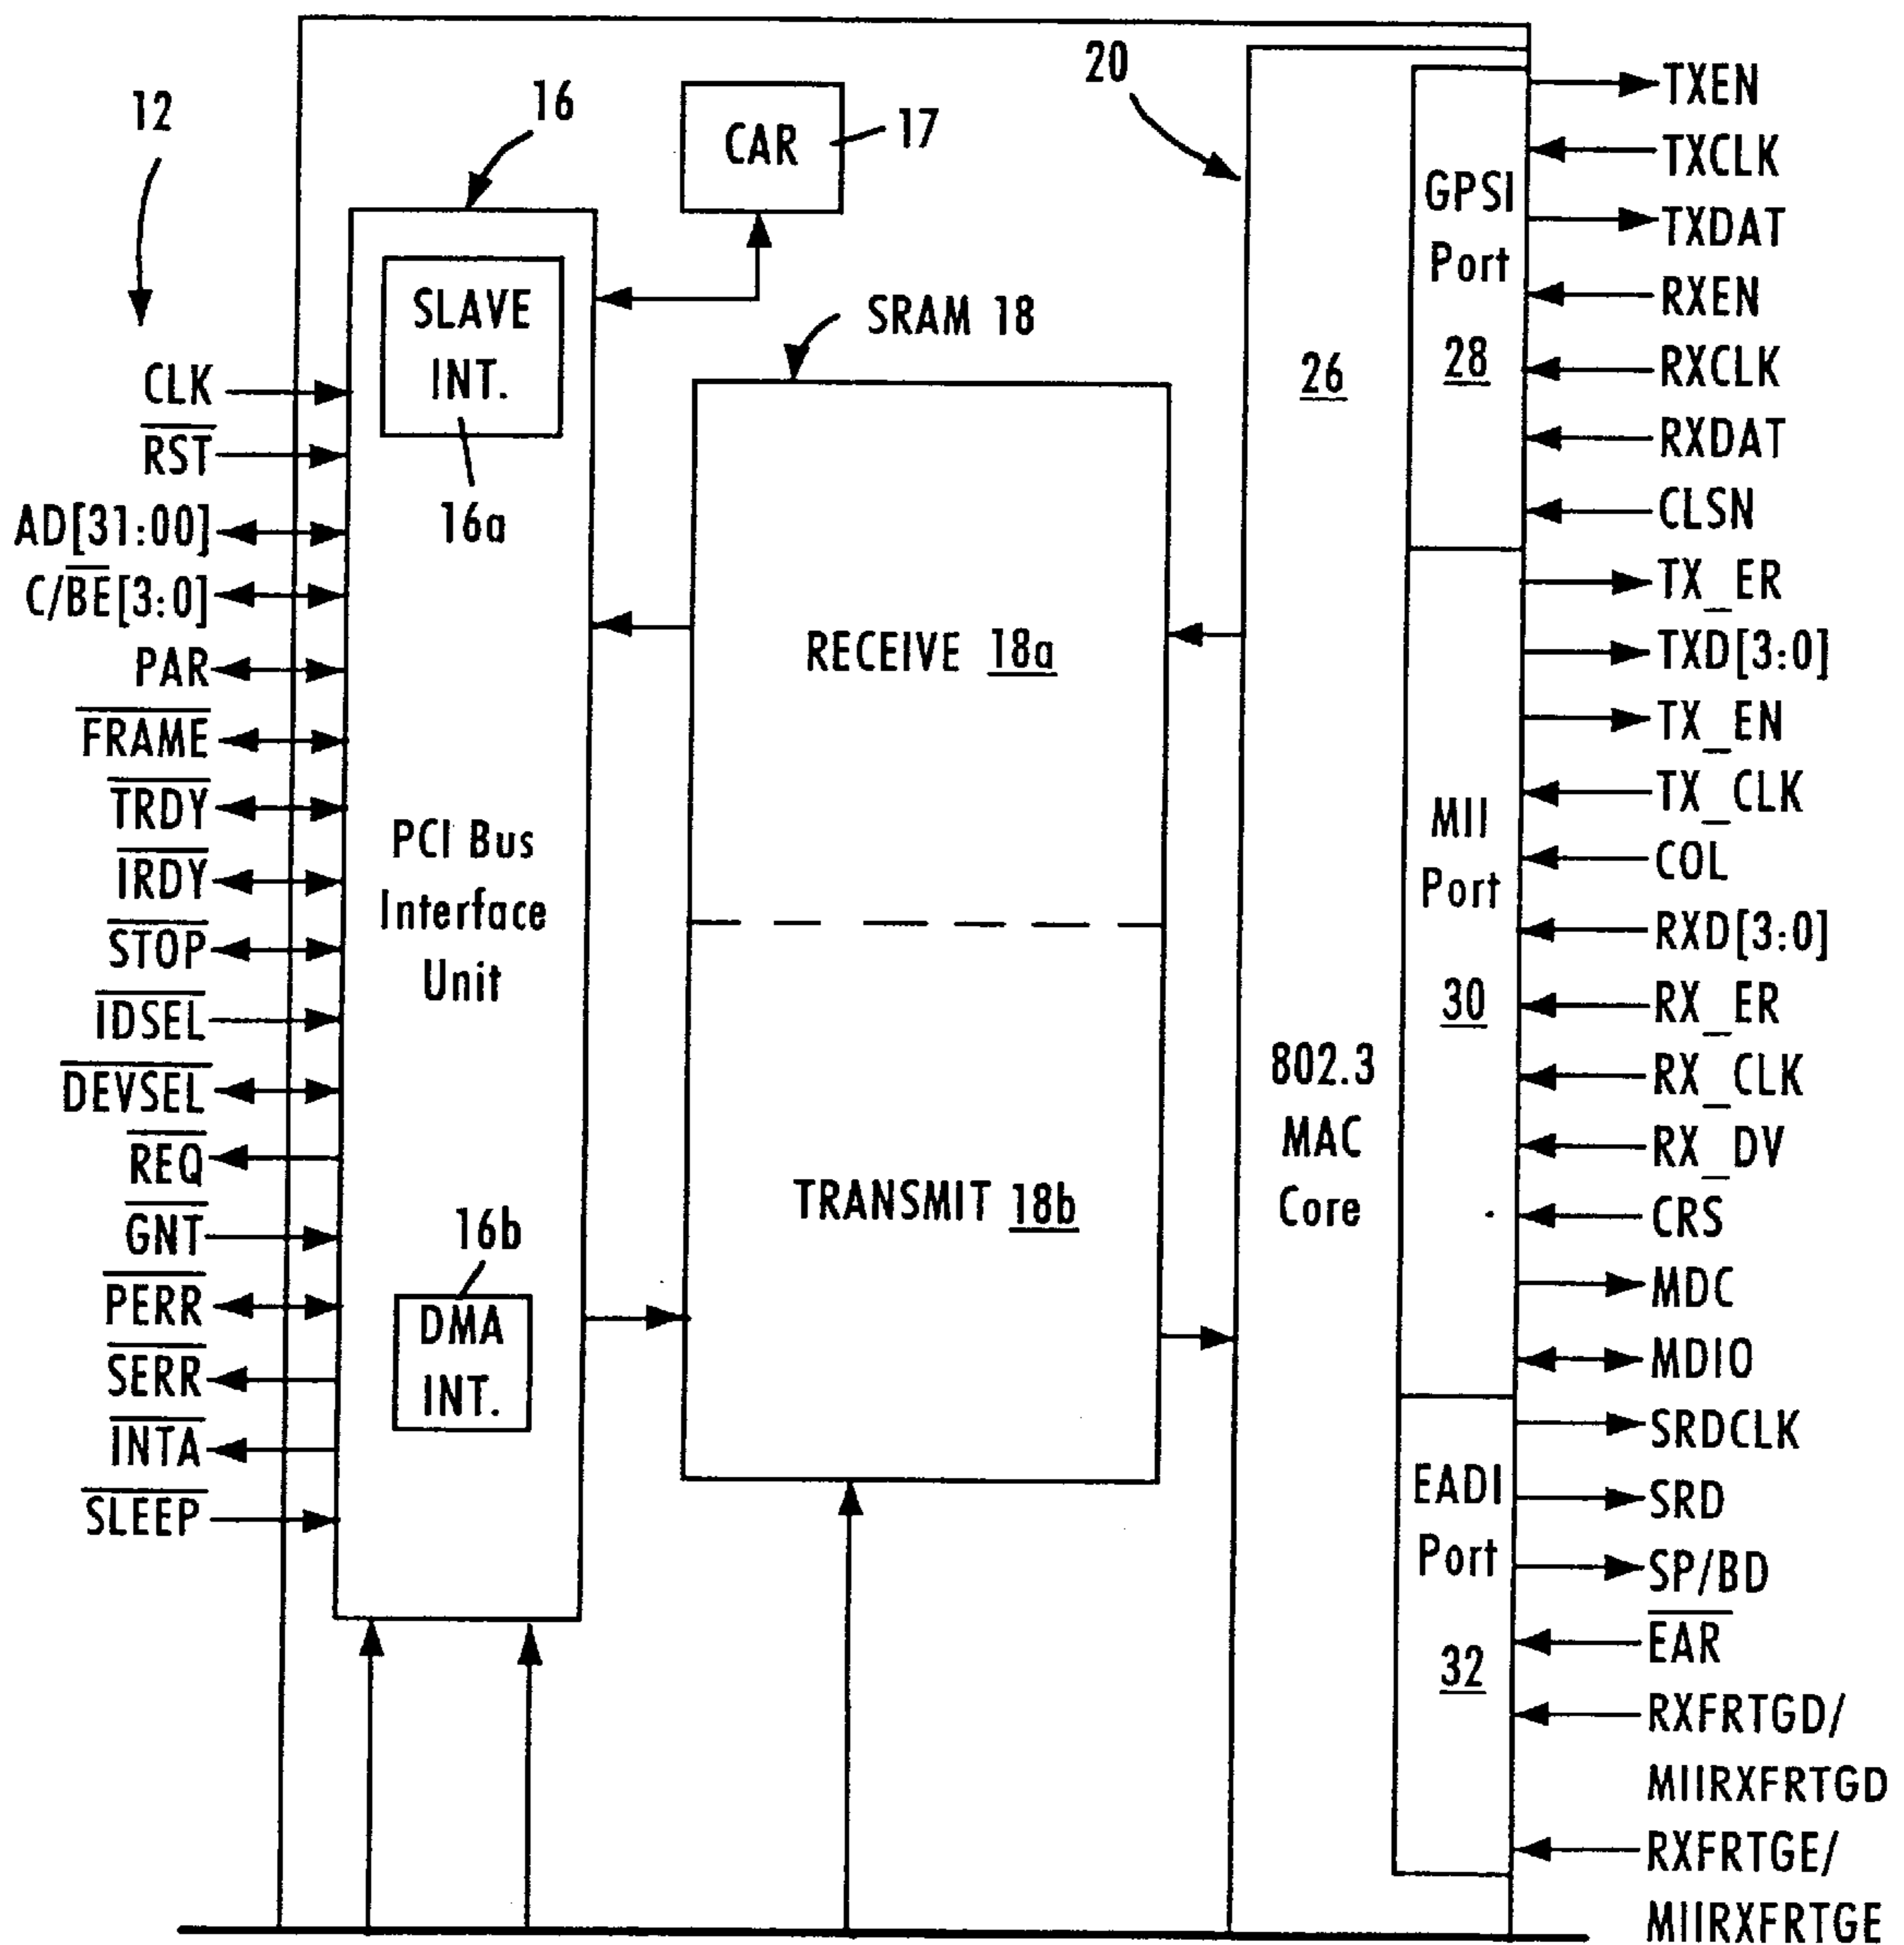 12
16
CAR
17
20
SLAVE
INT.
16a
SRAM 18
CLK
RST
AD[31:00]
C/BE[3:0]
PAR
FRAME
TRDY
IRDY
STOP
IDSEL
DEVSEL
REQ
GNT
PERR
SERR
INTA
SLEEP
PCI Bus
Interface
Unit
16b
DMA
INT.
RECEIVE 18a
TRANSMIT 18b
26
802.3
MAC
Core
GPSI
Port
28
MII
Port
30
EADI
Port
32
TXEN
TXCLK
TXDAT
RXEN
RXCLK
RXDAT
CLSN
TX_ER
TXD[3:0]
TX_EN
TX_CLK
COL
RXD[3:0]
RX_ER
RX_CLK
RX_DV
CRS
MDC
MDIO
SRDCLK
SRD
SP/BD
EAR
RXFRTGD/
MIIRXFRTGD
RXFRTGE/
MIIRXFRTGE